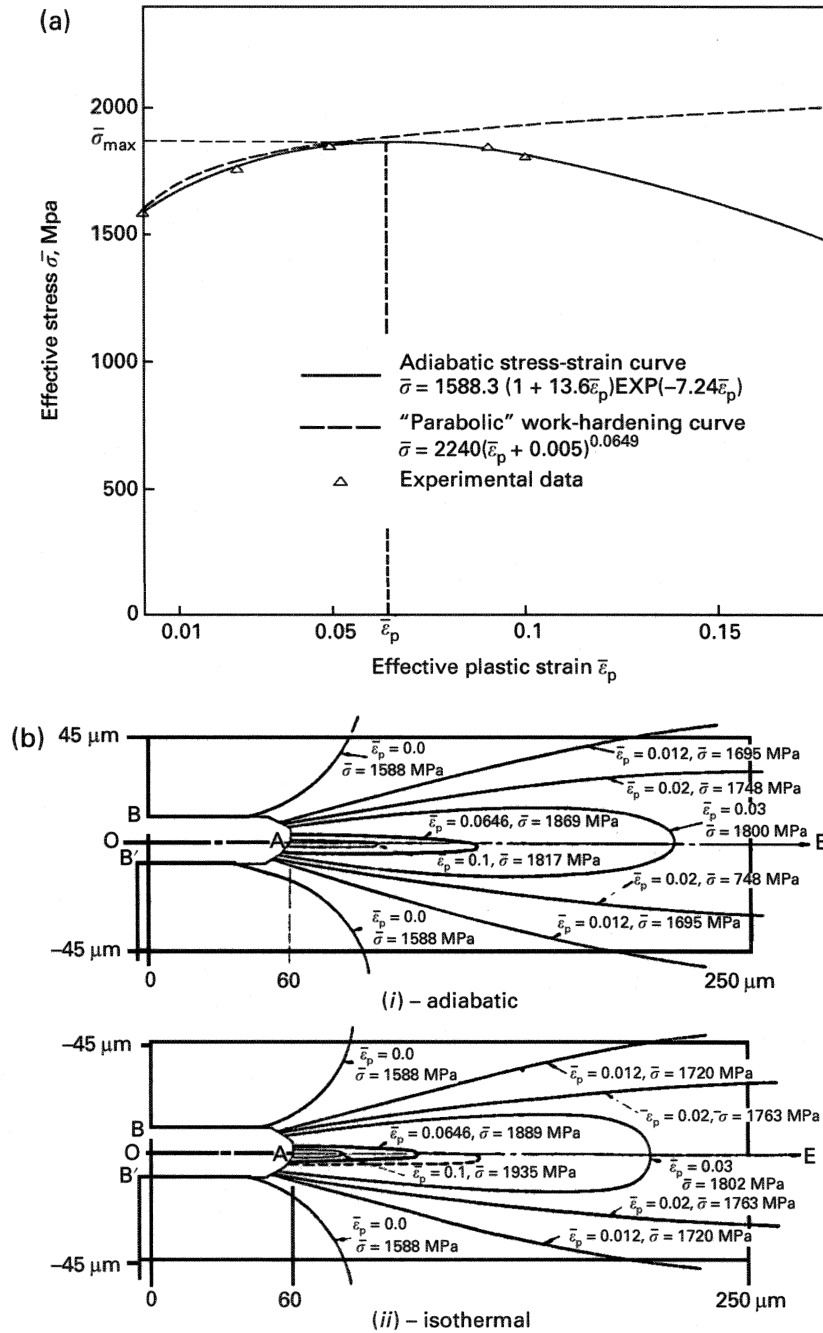 (a)
2000
σ̄max
1500
1000
500
0
Effective stress σ̄, Mpa
Adiabatic stress-strain curve
σ̄ = 1588.3 (1 + 13.6ε̄p)EXP(−7.24ε̄p)
"Parabolic" work-hardening curve
σ̄ = 2240(ε̄p + 0.005)^0.0649
Experimental data
0.01 0.05 ε̄p 0.1 0.15
Effective plastic strain ε̄p
(b)
45 μm
ε̄p = 0.0
σ̄ = 1588 MPa
ε̄p = 0.012, σ̄ = 1695 MPa
ε̄p = 0.02, σ̄ = 1748 MPa
B
ε̄p = 0.0646, σ̄ = 1869 MPa
ε̄p = 0.03
σ̄ = 1800 MPa
O A E
B′
ε̄p = 0.1, σ̄ = 1817 MPa
ε̄p = 0.02, σ̄ = 748 MPa
ε̄p = 0.0
σ̄ = 1588 MPa
ε̄p = 0.012, σ̄ = 1695 MPa
−45 μm
0 60 250 μm
(i) – adiabatic
−45 μm
ε̄p = 0.0
σ̄ = 1588 MPa
ε̄p = 0.012, σ̄ = 1720 MPa
ε̄p = 0.02, σ̄ = 1763 MPa
B
ε̄p = 0.0646, σ̄ = 1889 MPa
O A E
B′
ε̄p = 0.1, σ̄ = 1935 MPa
ε̄p = 0.03
σ̄ = 1802 MPa
ε̄p = 0.02, σ̄ = 1763 MPa
ε̄p = 0.0
σ̄ = 1588 MPa
ε̄p = 0.012, σ̄ = 1720 MPa
−45 μm
0 60 250 μm
(ii) – isothermal